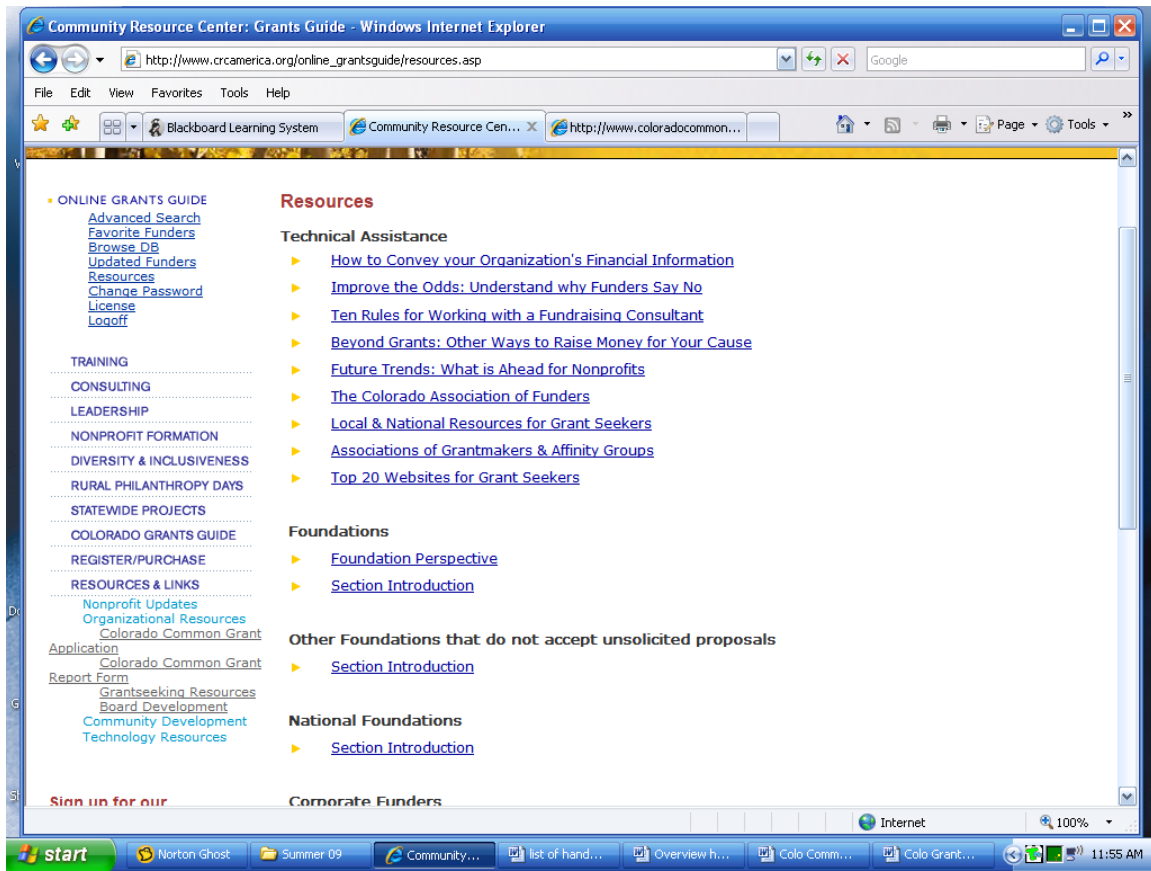 Community Resource Center: Grants Guide - Windows Internet Explorer
http://www.crcamerica.org/online_grantsguide/resources.asp
Google
File Edit View Favorites Tools Help
Blackboard Learning System
Community Resource Cen...
http://www.coloradocommon...
Page
Tools
ONLINE GRANTS GUIDE
Advanced Search
Favorite Funders
Browse DB
Updated Funders
Resources
Change Password
License
Logoff
TRAINING
CONSULTING
LEADERSHIP
NONPROFIT FORMATION
DIVERSITY & INCLUSIVENESS
RURAL PHILANTHROPY DAYS
STATEWIDE PROJECTS
COLORADO GRANTS GUIDE
REGISTER/PURCHASE
RESOURCES & LINKS
Nonprofit Updates
Organizational Resources
Colorado Common Grant
Application
Colorado Common Grant
Report Form
Grantseeking Resources
Board Development
Community Development
Technology Resources
Sign up for our
Resources
Technical Assistance
How to Convey your Organization's Financial Information
Improve the Odds: Understand why Funders Say No
Ten Rules for Working with a Fundraising Consultant
Beyond Grants: Other Ways to Raise Money for Your Cause
Future Trends: What is Ahead for Nonprofits
The Colorado Association of Funders
Local & National Resources for Grant Seekers
Associations of Grantmakers & Affinity Groups
Top 20 Websites for Grant Seekers
Foundations
Foundation Perspective
Section Introduction
Other Foundations that do not accept unsolicited proposals
Section Introduction
National Foundations
Section Introduction
Corporate Funders
Internet
100%
start
Norton Ghost
Summer 09
Community...
list of hand...
Overview h...
Colo Comm...
Colo Grant...
11:55 AM